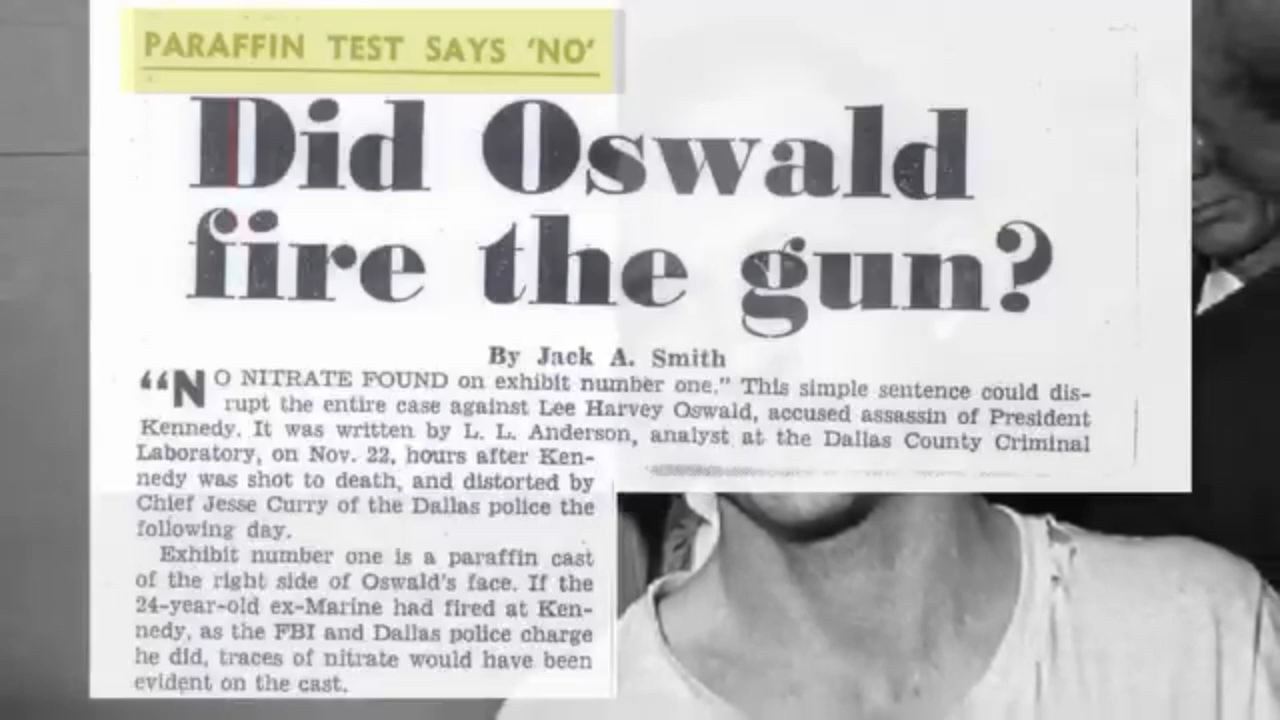 PARAFFIN TEST SAYS 'NO'
Did Oswald
fire the gun?
By Jack A. Smith
“NO NITRATE FOUND on exhibit number one.” This simple sentence could dis-
rupt the entire case against Lee Harvey Oswald, accused assassin of President
Kennedy. It was written by L. L. Anderson, analyst at the Dallas County Criminal
Laboratory, on Nov. 22, hours after Ken-
nedy was shot to death, and distorted by
Chief Jesse Curry of the Dallas police the
following day.
Exhibit number one is a paraffin cast
of the right side of Oswald's face. If the
24-year-old ex-Marine had fired at Ken-
nedy, as the FBI and Dallas police charge
he did, traces of nitrate would have been
evident on the cast.